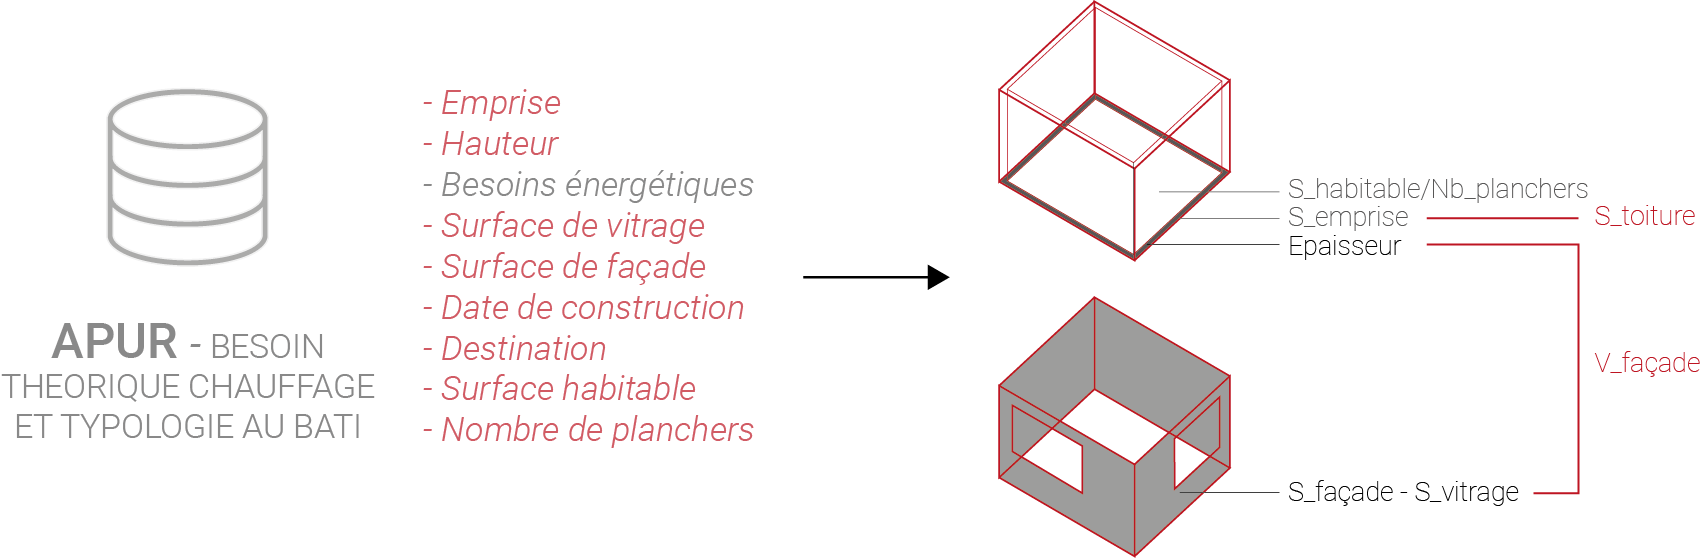 APUR - BESOIN
THEORIQUE CHAUFFAGE
ET TYPOLOGIE AU BATI
- Emprise
- Hauteur
- Besoins énergétiques
- Surface de vitrage
- Surface de façade
- Date de construction
- Destination
- Surface habitable
- Nombre de planchers
S_habitable/Nb_planchers
S_emprise
S_toiture
Epaisseur
V_façade
S_façade - S_vitrage